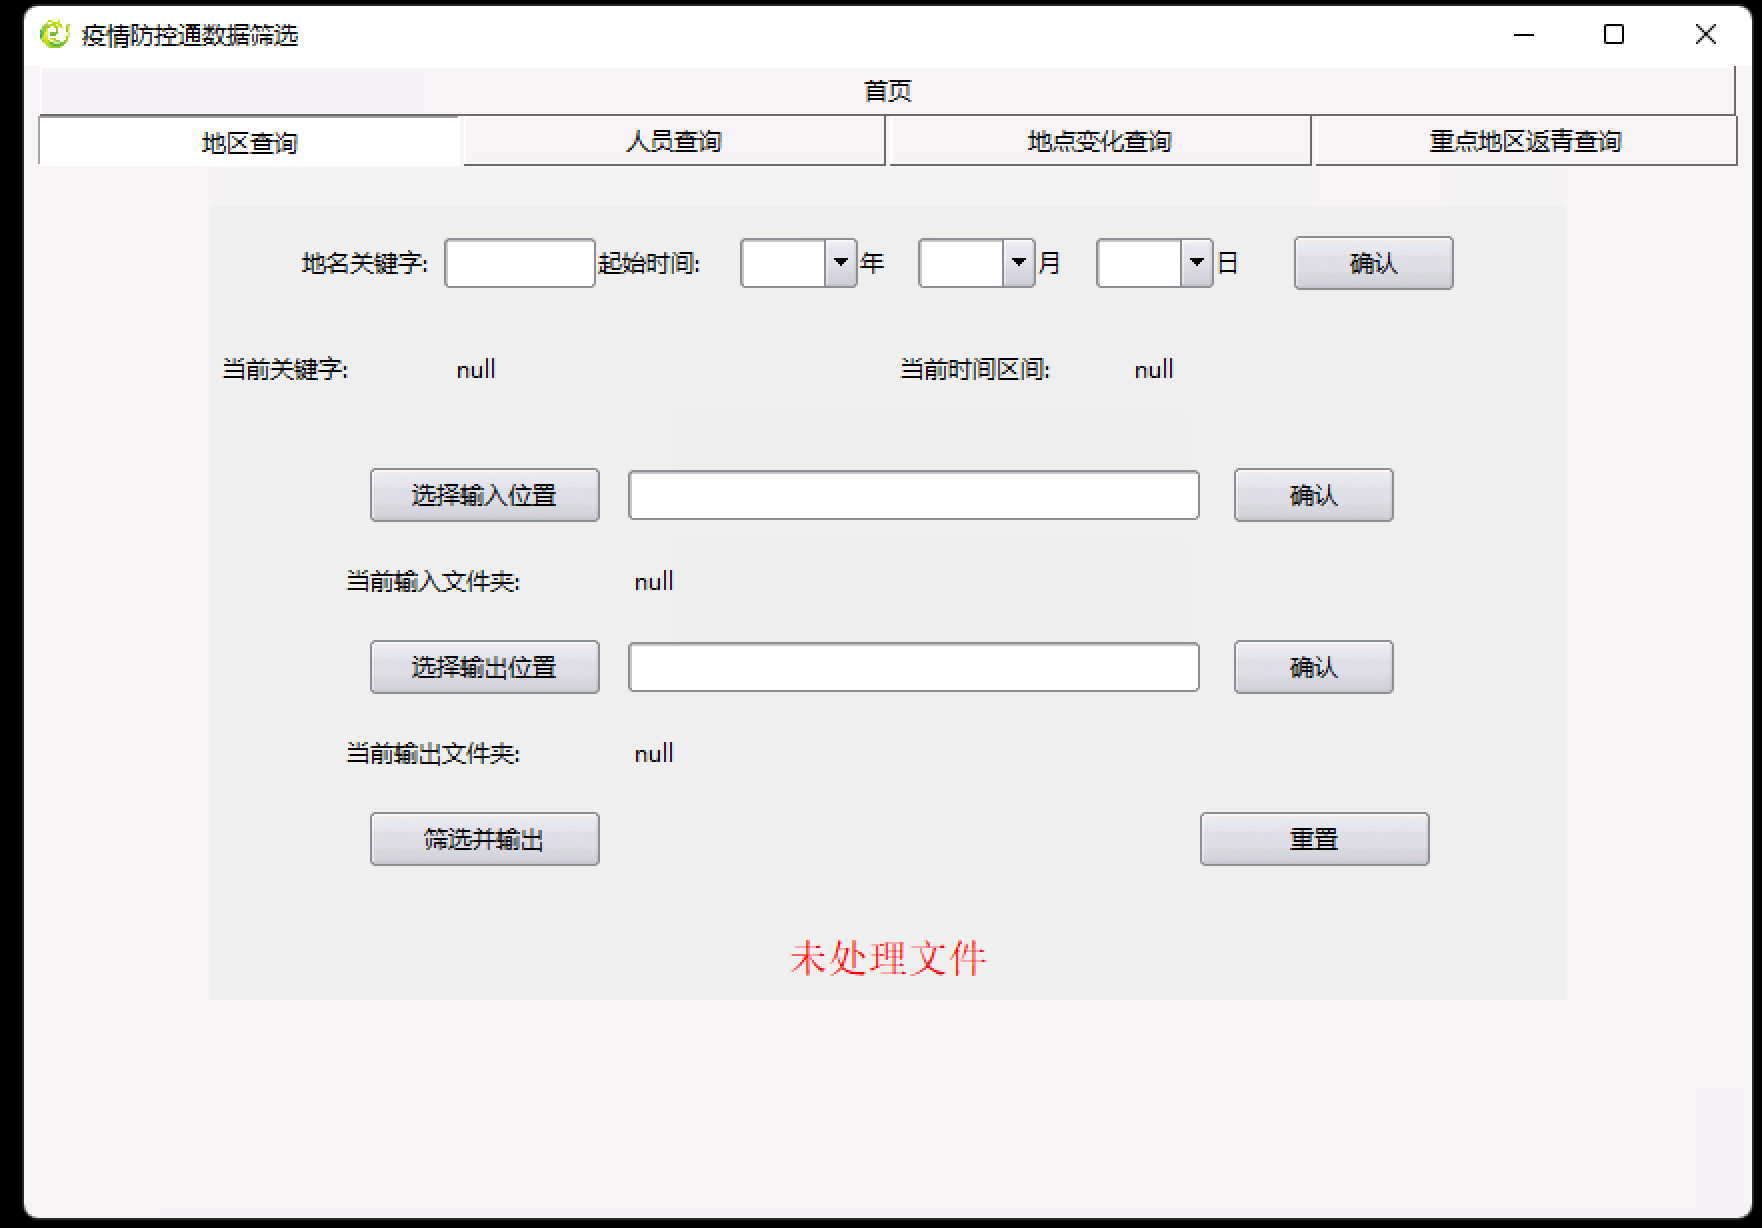 疫情防控通数据筛选
首页
地区查询 人员查询 地点变化查询 重点地区返青查询
地名关键字: 起始时间: 年 月 日 确认
当前关键字: null 当前时间区间: null
选择输入位置 确认
当前输入文件夹: null
选择输出位置 确认
当前输出文件夹: null
筛选并输出 重置
未处理文件